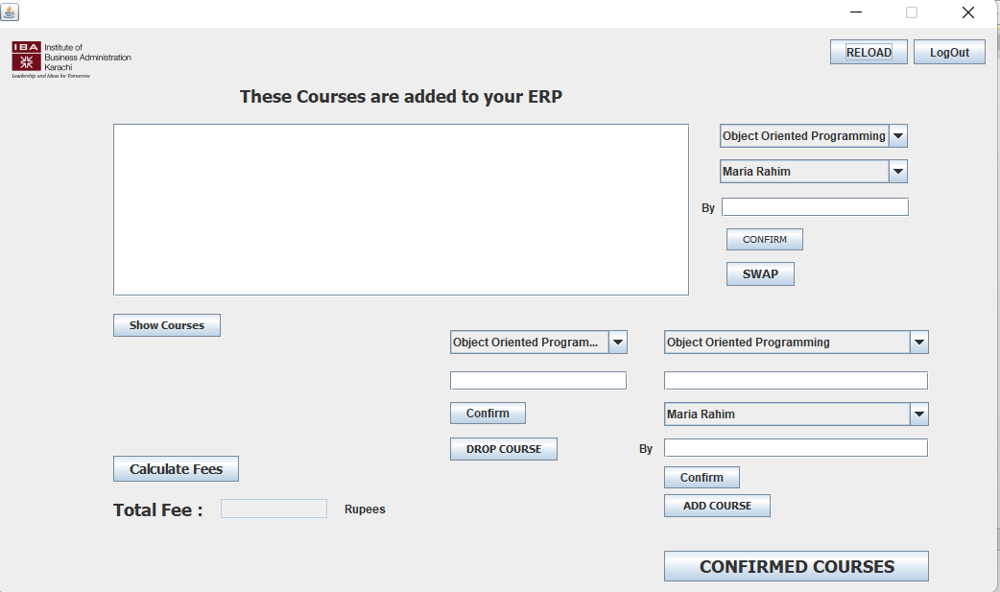 IBA
Institute of
Business Administration
Karachi
Leadership and Ideas for Tomorrow
RELOAD
LogOut
These Courses are added to your ERP
Object Oriented Programming
Maria Rahim
By
CONFIRM
SWAP
Show Courses
Object Oriented Program...
Object Oriented Programming
Confirm
Maria Rahim
DROP COURSE
By
Calculate Fees
Confirm
ADD COURSE
Total Fee :
Rupees
CONFIRMED COURSES